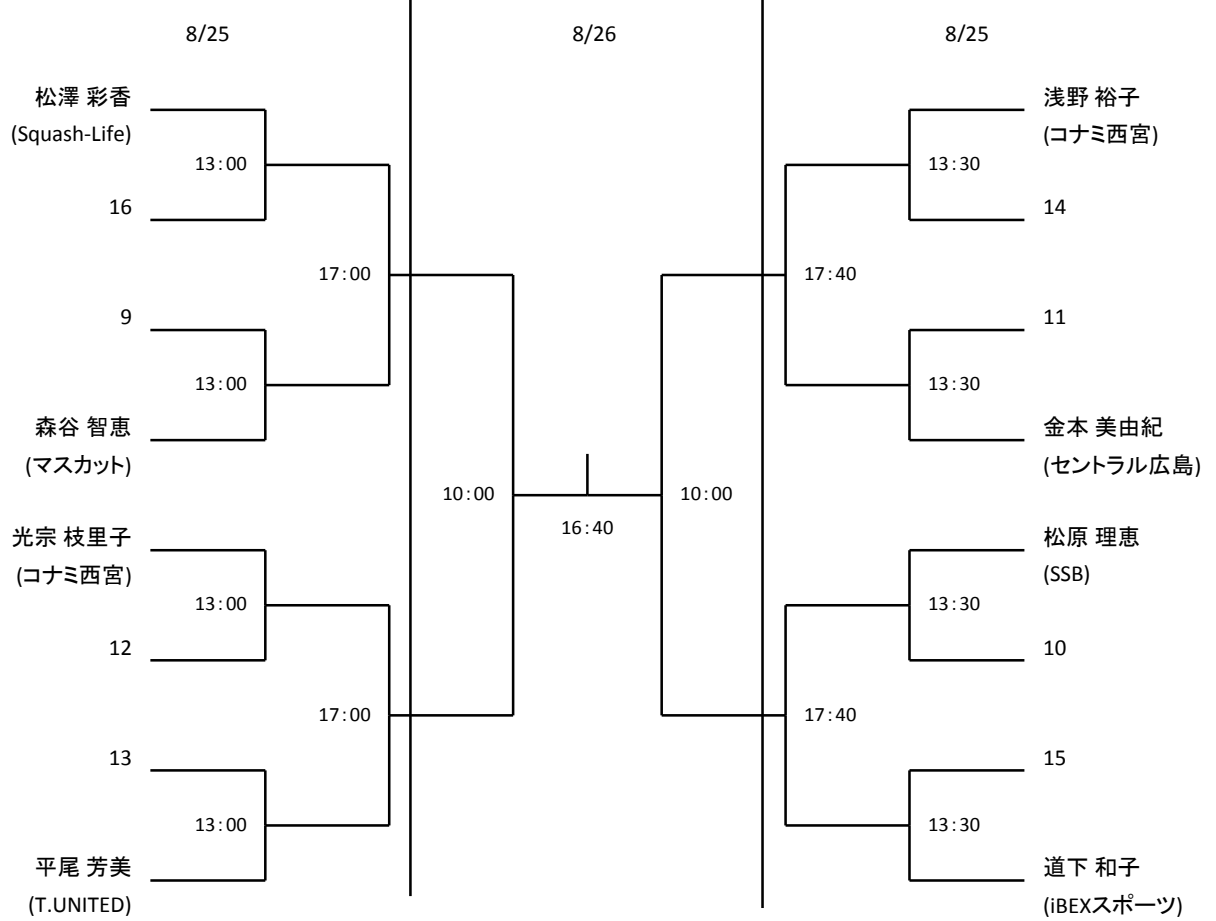 8/25
8/26
8/25
松澤 彩香
(Squash-Life)
13:00
16
17:00
9
13:00
森谷 智恵
(マスカット)
光宗 枝里子
(コナミ西宮)
13:00
12
17:00
13
13:00
平尾 芳美
(T.UNITED)
10:00
16:40
10:00
浅野 裕子
(コナミ西宮)
13:30
14
17:40
11
13:30
金本 美由紀
(セントラル広島)
松原 理恵
(SSB)
13:30
10
17:40
15
13:30
道下 和子
(iBEXスポーツ)